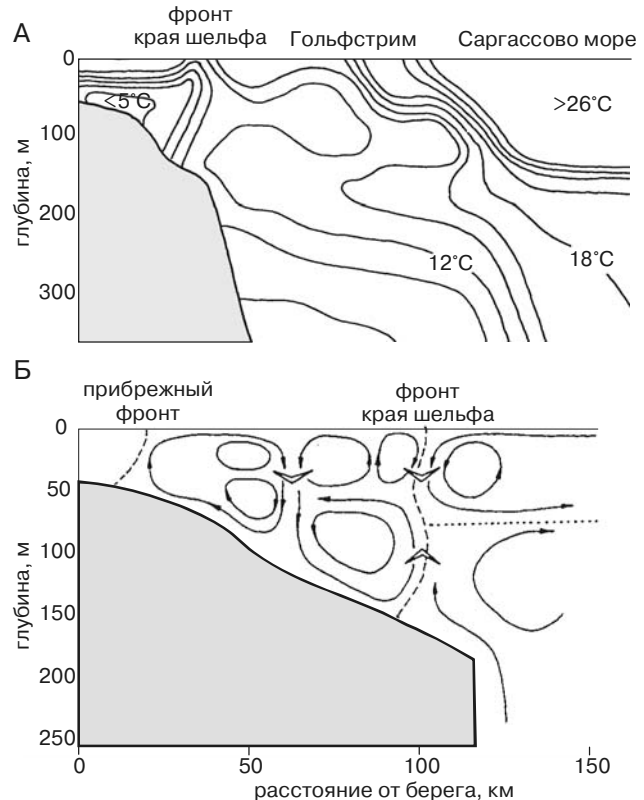 А
фронт
края шельфа
Гольфстрим
Саргассово море
0
<5°С
>26°С
100
200
12°С
18°С
300
глубина, м
Б
прибрежный
фронт
фронт
края шельфа
0
50
100
150
200
250
глубина, м
0
50
100
150
расстояние от берега, км